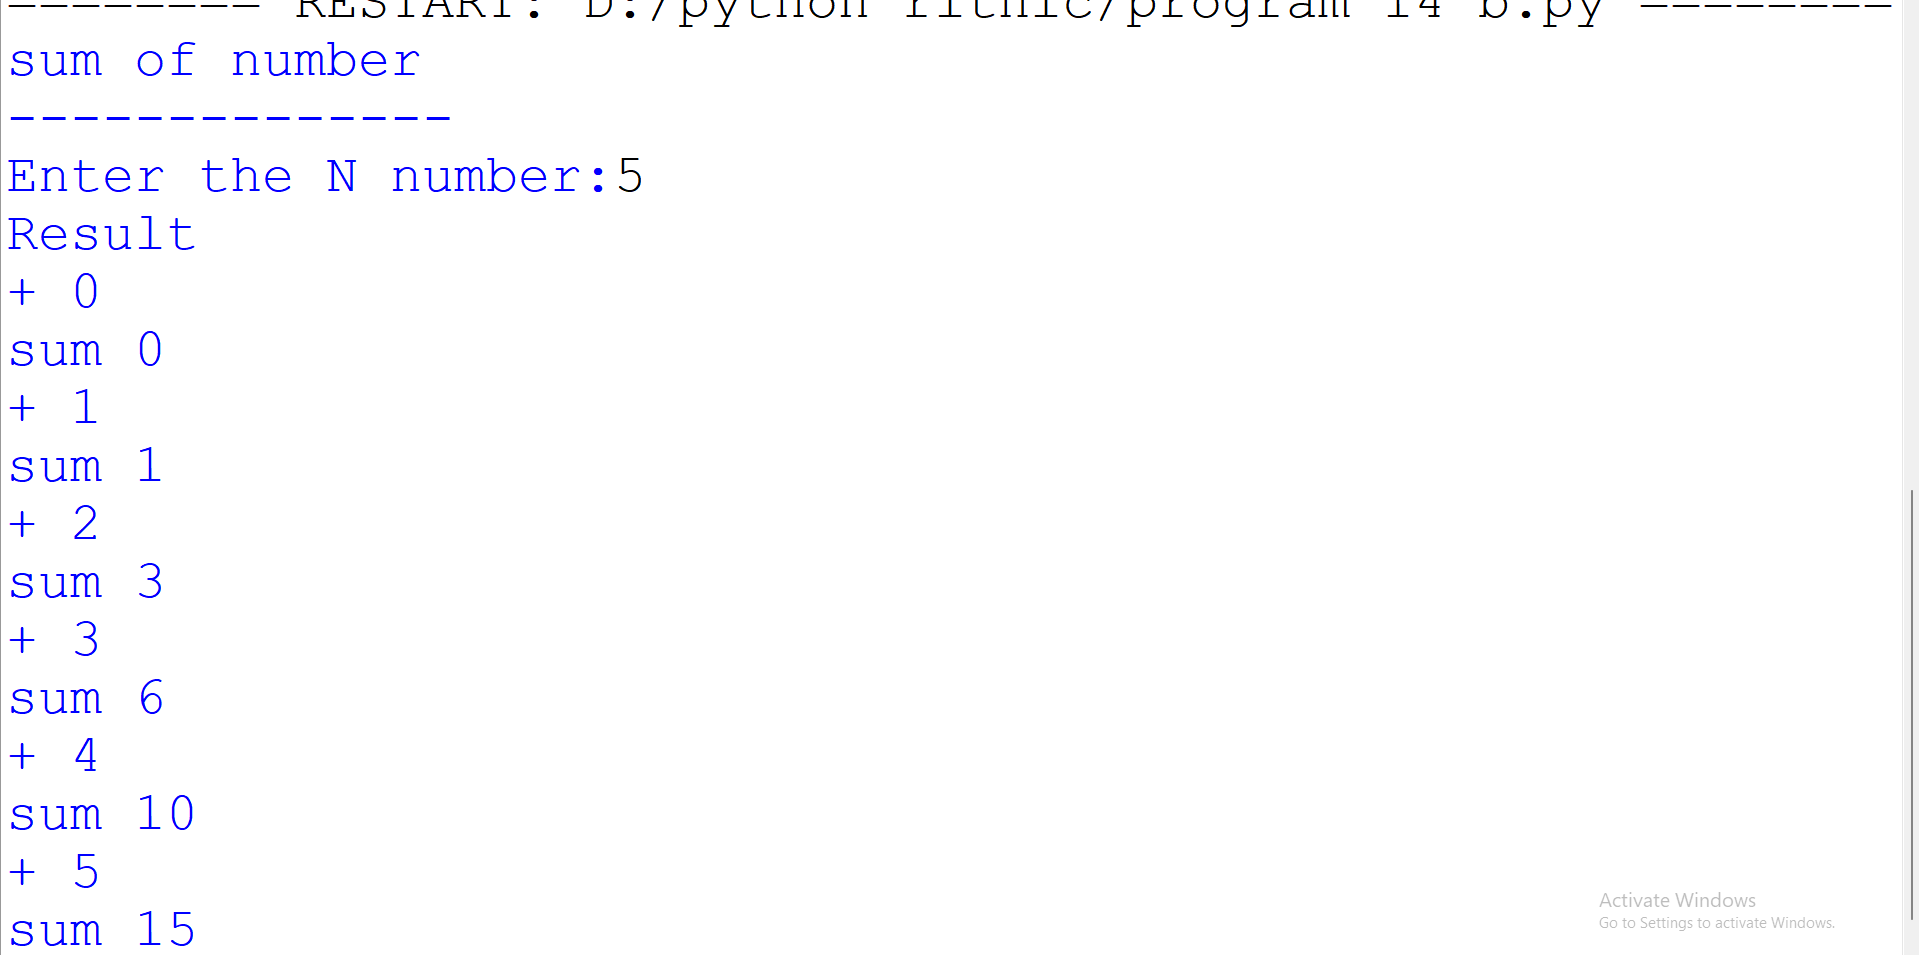 ======== RESTART: D:/python rithic/program 14 b.py ========
sum of number
--------------
Enter the N number:5
Result
+ 0
sum 0
+ 1
sum 1
+ 2
sum 3
+ 3
sum 6
+ 4
sum 10
+ 5
sum 15
Activate Windows
Go to Settings to activate Windows.